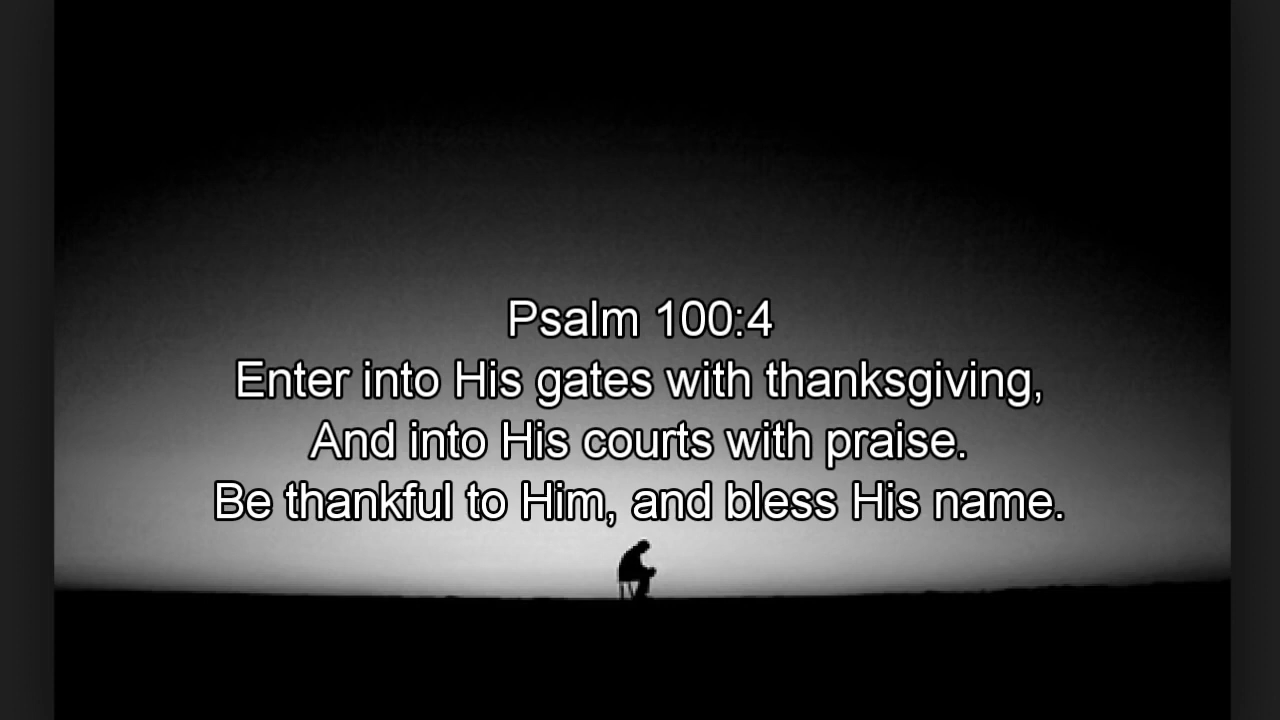 Psalm 100:4
Enter into His gates with thanksgiving,
And into His courts with praise.
Be thankful to Him, and bless His name.